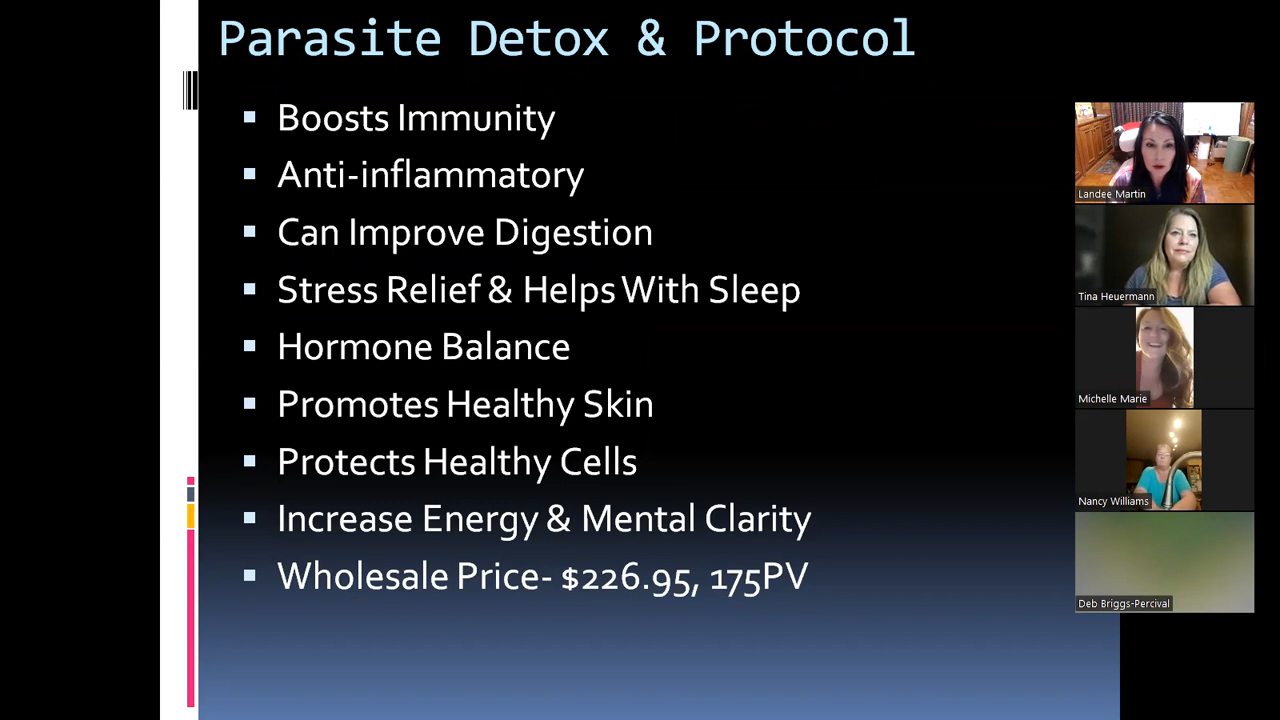 Parasite Detox & Protocol
Boosts Immunity
Anti-inflammatory
Can Improve Digestion
Stress Relief & Helps With Sleep
Hormone Balance
Promotes Healthy Skin
Protects Healthy Cells
Increase Energy & Mental Clarity
Wholesale Price- $226.95, 175PV
Landee Martin
Tina Heuermann
Michelle Marie
Nancy Williams
Deb Briggs-Percival